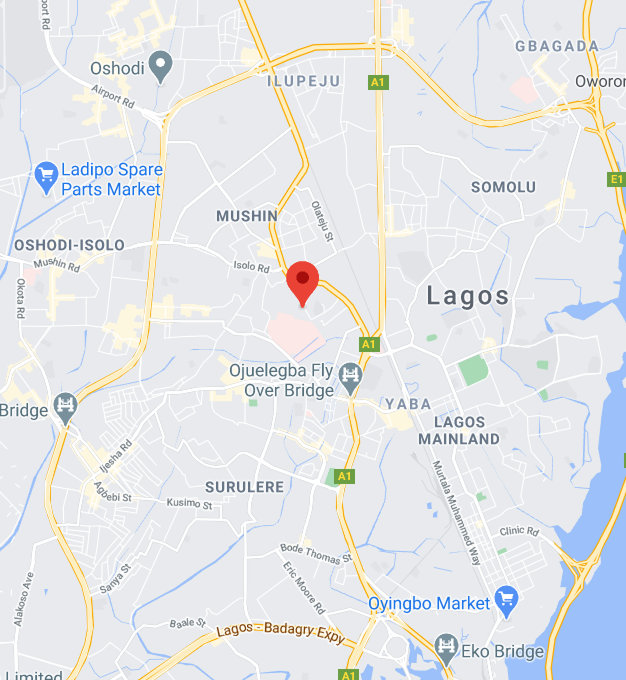 port Rd
GBAGADA
Oshodi
ILUPEJU
A1
Oworon
Airport Rd
Ladipo Spare
Parts Market
E1
SOMOLU
MUSHIN
Olateju St
OSHODI-ISOLO
Mushin Rd
Isolo Rd
Okota Rd
Lagos
A1
Ojuelegba Fly
Over Bridge
Bridge
YABA
LAGOS
MAINLAND
Ijesha Rd
A1
SURULERE
Agbebi St
Kusimo St
Murtala Muhammed Way
Clinic Rd
Bode Thomas St
Eric Moore Rd
Sanya St
Alakoso Ave
Oyingbo Market
Baale St
Lagos - Badagry Expy
Eko Bridge
Limited
A1